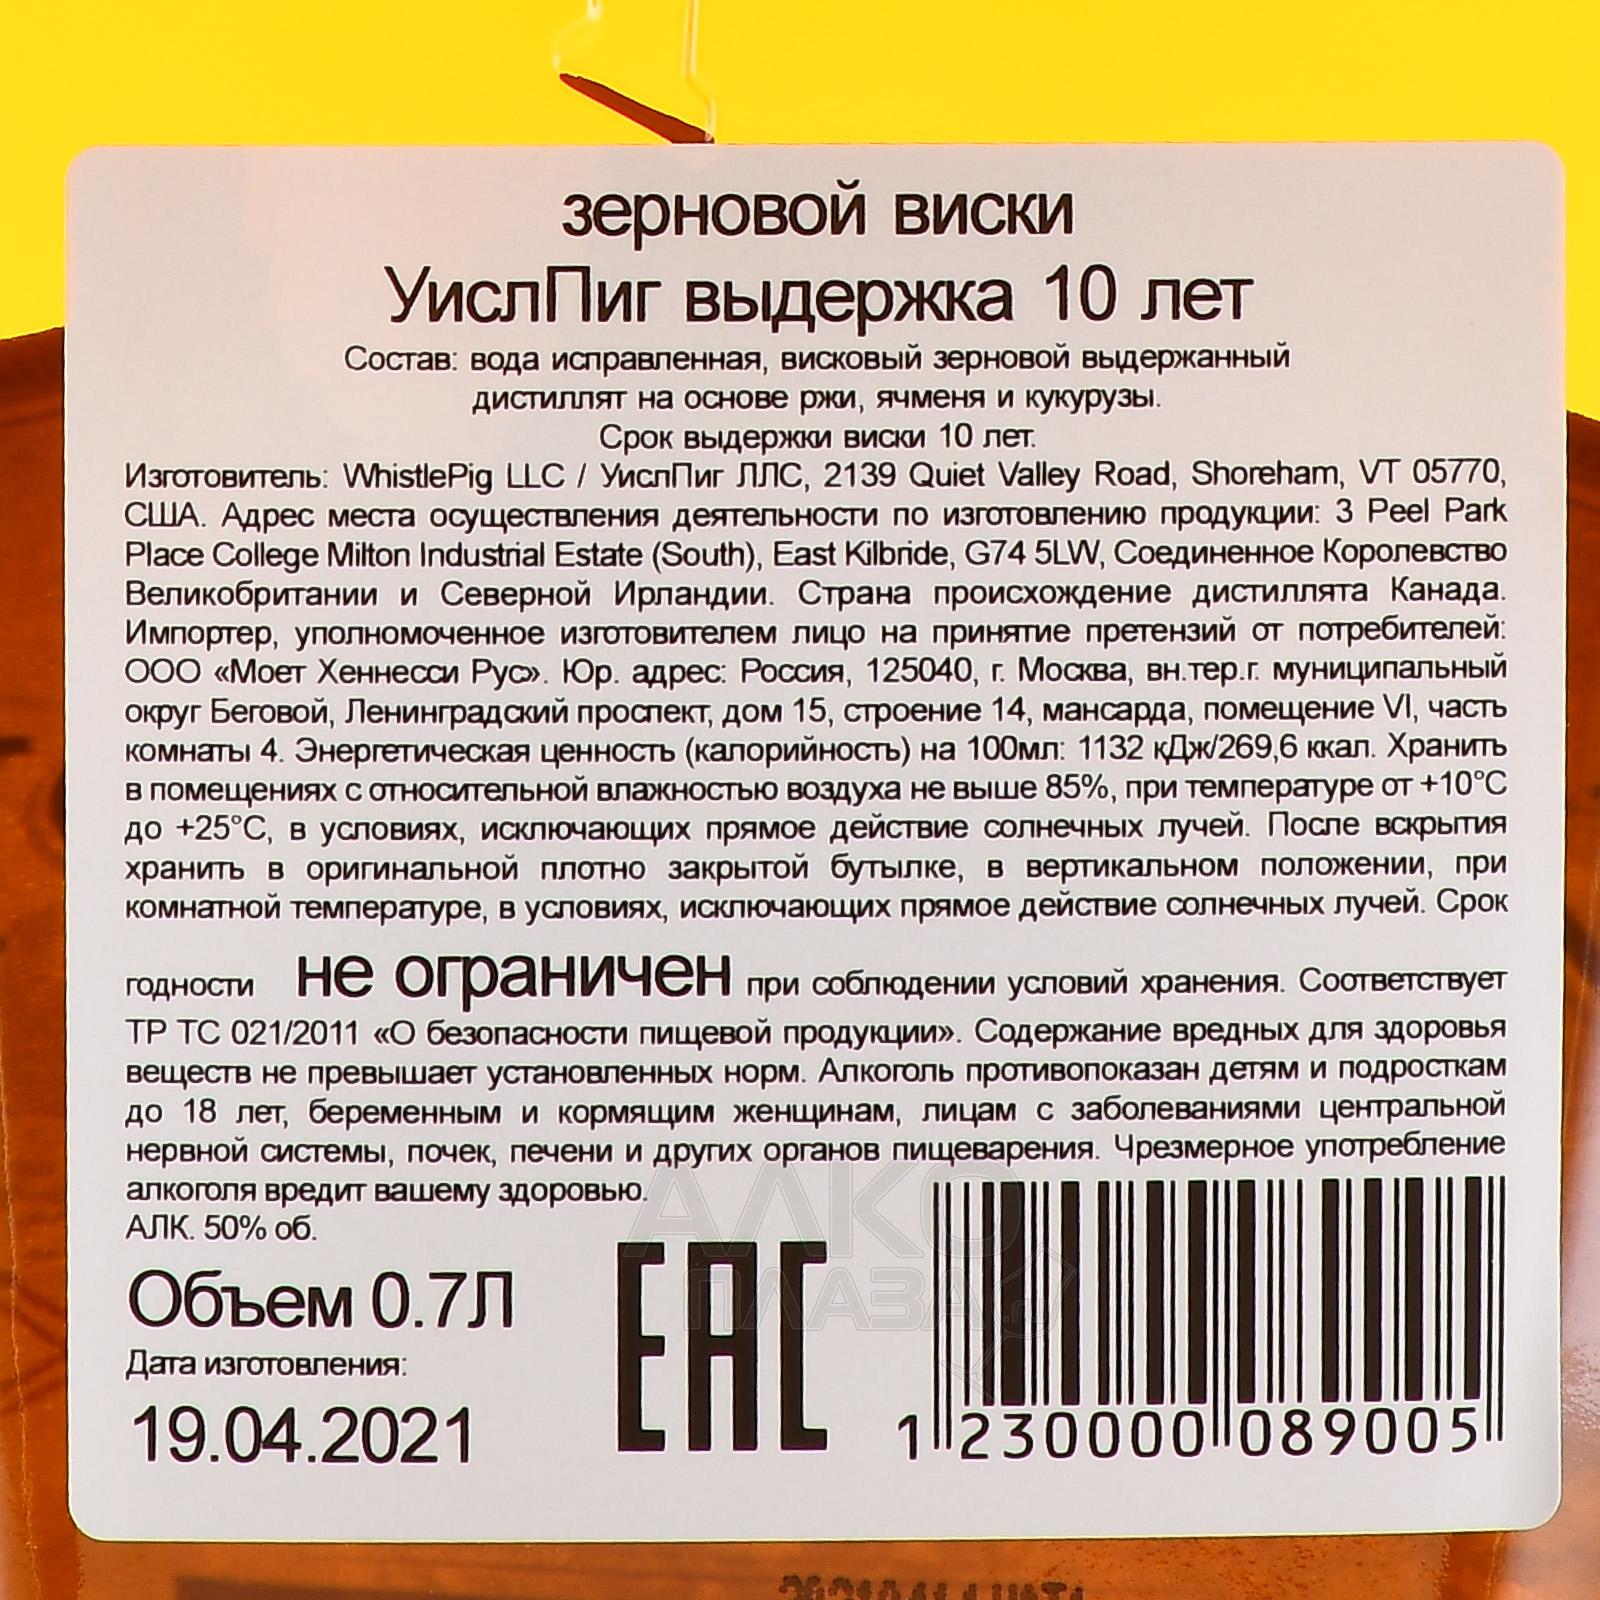 зерновой виски
УислПиг выдержка 10 лет
Состав: вода исправленная, висковый зерновой выдержанный
дистиллят на основе ржи, ячменя и кукурузы.
Срок выдержки виски 10 лет.
Изготовитель: WhistlePig LLC / УислПиг ЛЛС, 2139 Quiet Valley Road, Shoreham, VT 05770,
США. Адрес места осуществления деятельности по изготовлению продукции: 3 Peel Park
Place College Milton Industrial Estate (South), East Kilbride, G74 5LW, Соединенное Королевство
Великобритании и Северной Ирландии. Страна происхождение дистиллята Канада.
Импортер, уполномоченное изготовителем лицо на принятие претензий от потребителей:
ООО «Моет Хеннесси Рус». Юр. адрес: Россия, 125040, г. Москва, вн.тер.г. муниципальный
округ Беговой, Ленинградский проспект, дом 15, строение 14, мансарда, помещение VI, часть
комнаты 4. Энергетическая ценность (калорийность) на 100мл: 1132 кДж/269,6 ккал. Хранить
в помещениях с относительной влажностью воздуха не выше 85%, при температуре от +10°С
до +25°С, в условиях, исключающих прямое действие солнечных лучей. После вскрытия
хранить в оригинальной плотно закрытой бутылке, в вертикальном положении, при
комнатной температуре, в условиях, исключающих прямое действие солнечных лучей. Срок
годности не ограничен при соблюдении условий хранения. Соответствует
ТР ТС 021/2011 «О безопасности пищевой продукции». Содержание вредных для здоровья
веществ не превышает установленных норм. Алкоголь противопоказан детям и подросткам
до 18 лет, беременным и кормящим женщинам, лицам с заболеваниями центральной
нервной системы, почек, печени и других органов пищеварения. Чрезмерное употребление
алкоголя вредит вашему здоровью.
АЛК. 50% об.
Объем 0.7Л
Дата изготовления:
19.04.2021
EAC
1 230000 089005
АЛКО
ПЛАЗА.ru